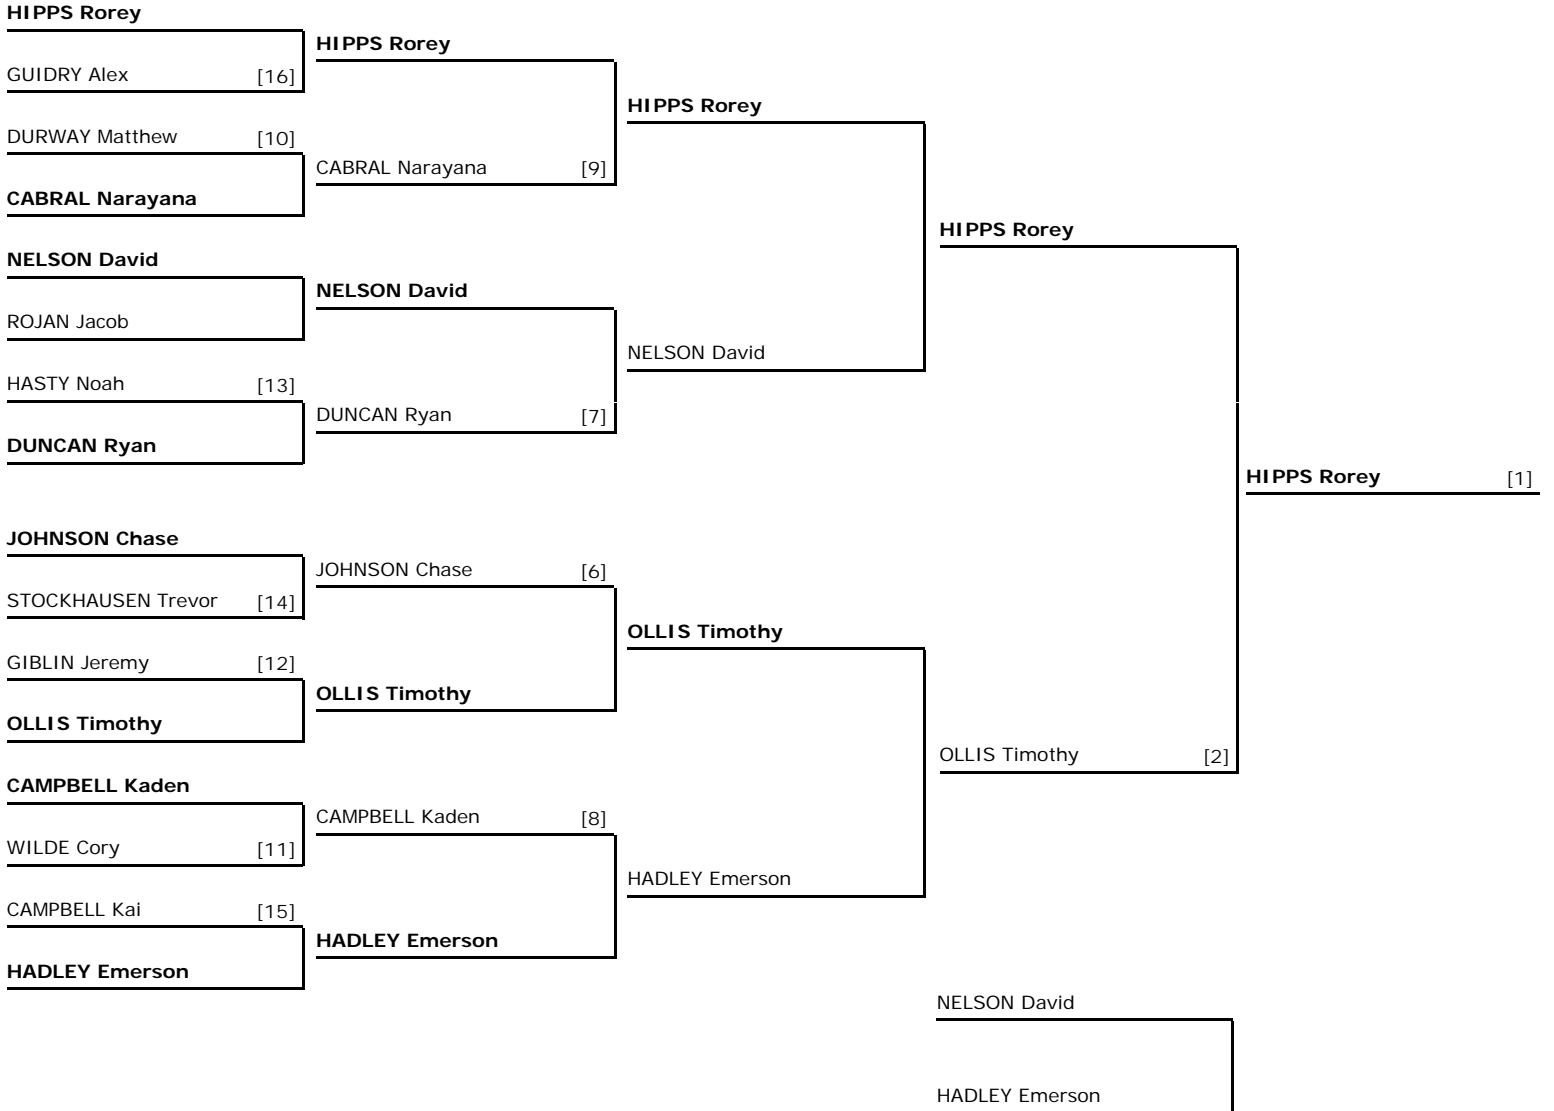 HIPPS Rorey
GUIDRY Alex [16]
DURWAY Matthew [10]
CABRAL Narayana
NELSON David
ROJAN Jacob
HASTY Noah [13]
DUNCAN Ryan
JOHNSON Chase
STOCKHAUSEN Trevor [14]
GIBLIN Jeremy [12]
OLLIS Timothy
CAMPBELL Kaden
WILDE Cory [11]
CAMPBELL Kai [15]
HADLEY Emerson
HIPPS Rorey
CABRAL Narayana [9]
NELSON David
DUNCAN Ryan [7]
JOHNSON Chase [6]
OLLIS Timothy
CAMPBELL Kaden [8]
HADLEY Emerson
HIPPS Rorey
NELSON David
OLLIS Timothy
HADLEY Emerson
HIPPS Rorey
OLLIS Timothy [2]
HIPPS Rorey [1]
NELSON David
HADLEY Emerson